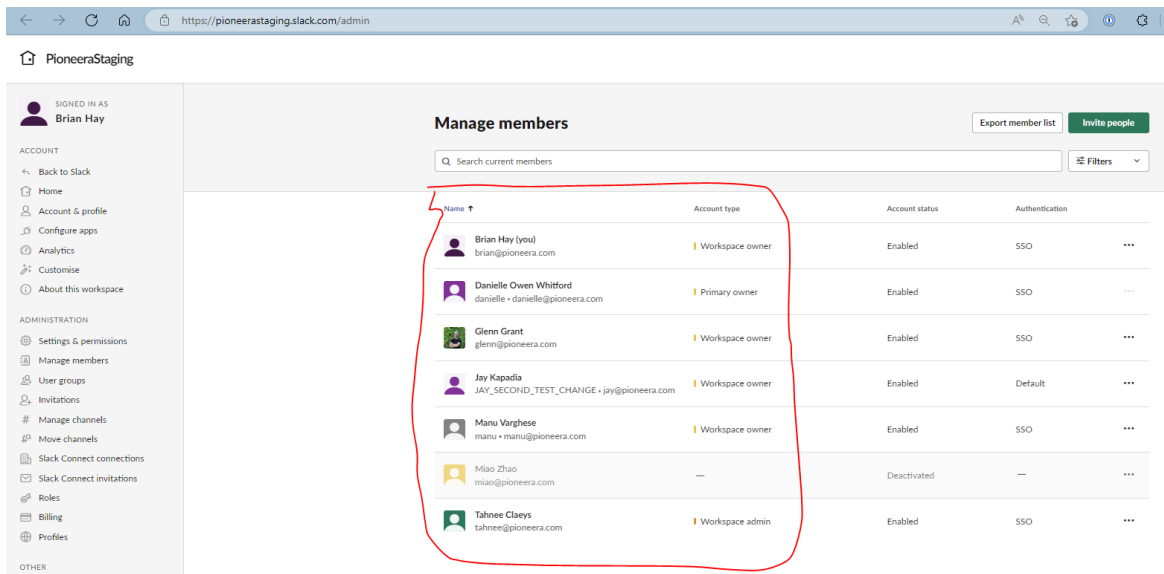 https://pioneerastaging.slack.com/admin
PioneeraStaging
SIGNED IN AS
Brian Hay
ACCOUNT
Back to Slack
Home
Account & profile
Configure apps
Analytics
Customise
About this workspace
ADMINISTRATION
Settings & permissions
Manage members
User groups
Invitations
# Manage channels
Move channels
Slack Connect connections
Slack Connect invitations
Roles
Billing
Profiles
OTHER
Manage members
Export member list
Invite people
Search current members
Filters
Name ↑ Account type Account status Authentication
Brian Hay (you)
brian@pioneera.com
Workspace owner Enabled SSO
Danielle Owen Whitford
danielle • danielle@pioneera.com
Primary owner Enabled SSO
Glenn Grant
glenn@pioneera.com
Workspace owner Enabled SSO
Jay Kapadia
JAY_SECOND_TEST_CHANGE • jay@pioneera.com
Workspace owner Enabled Default
Manu Varghese
manu • manu@pioneera.com
Workspace owner Enabled SSO
Miao Zhao
miao@pioneera.com
— Deactivated —
Tahnee Claeys
tahnee@pioneera.com
Workspace admin Enabled SSO